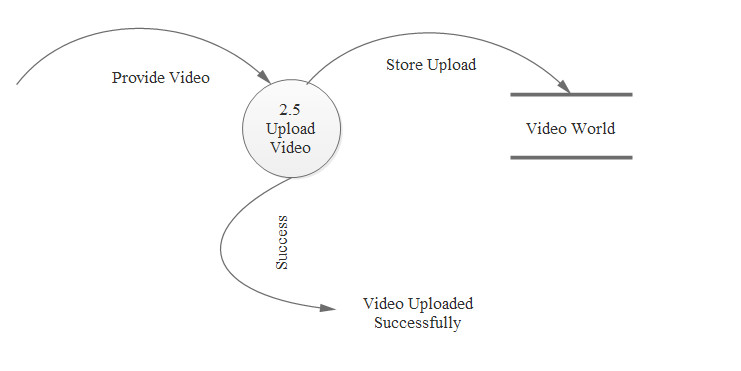 Provide Video
Store Upload
2.5
Upload
Video
Video World
Success
Video Uploaded
Successfully